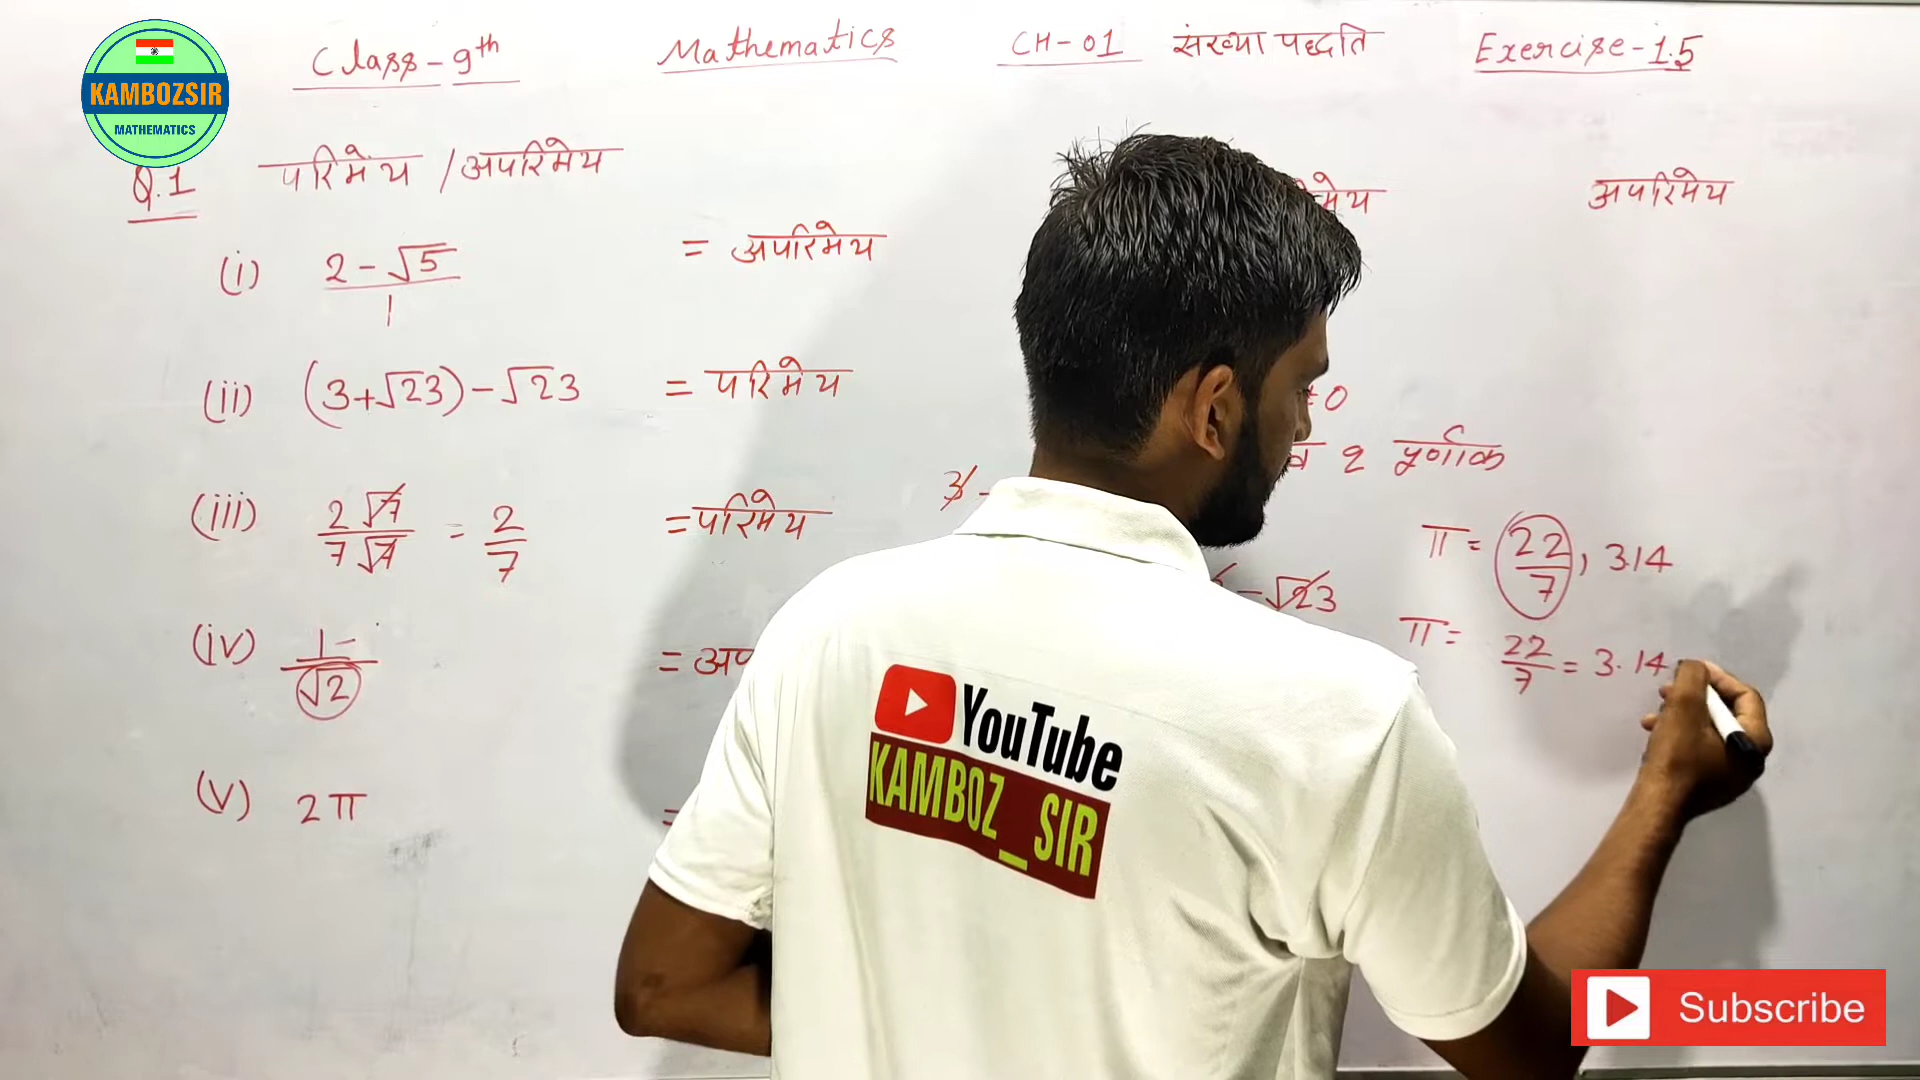 KAMBOZSIR
MATHEMATICS
Class-9th Mathematics CH-01 संख्या पद्धति Exercise-1.5
Q.1 परिमेय / अपरिमेय
अपरिमेय
(i) 2-√5/1 = अपरिमेय
(ii) (3+√23)-√23 = परिमेय
≠0
2 पूर्णांक
(iii) 2√7/7√7 = 2/7 = परिमेय
π = 22/7, 3.14
-√23
(iv) 1/√2 =
π = 22/7 = 3.14
(v) 2π =
YouTube
KAMBOZ_SIR
Subscribe